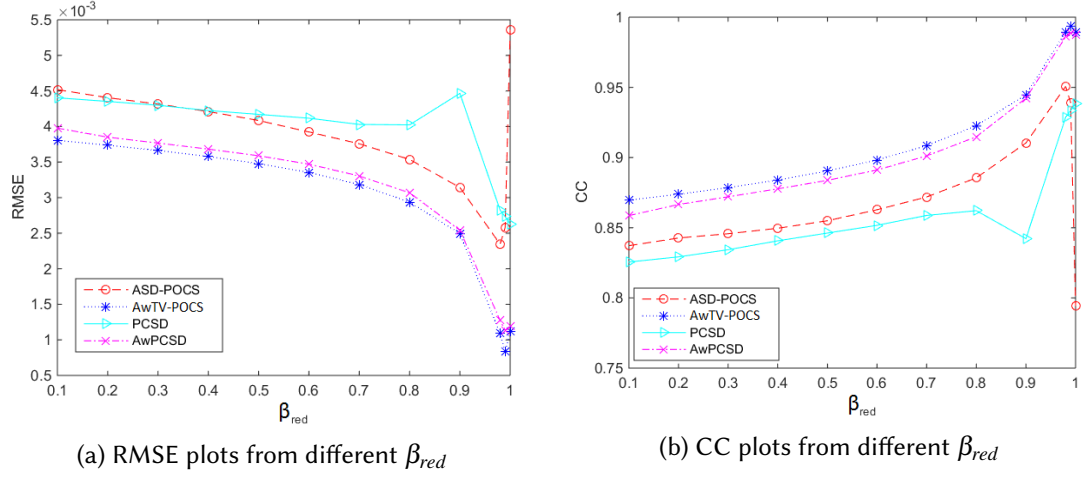 ×10⁻³
5.5
5
4.5
4
3.5
3
2.5
2
1.5
1
0.5
RMSE
ASD-POCS
AwTV-POCS
PCSD
AwPCSD
0.1 0.2 0.3 0.4 0.5 0.6 0.7 0.8 0.9 1
βred
(a) RMSE plots from different βred
1
0.95
0.9
0.85
0.8
0.75
CC
ASD-POCS
AwTV-POCS
PCSD
AwPCSD
0.1 0.2 0.3 0.4 0.5 0.6 0.7 0.8 0.9 1
βred
(b) CC plots from different βred